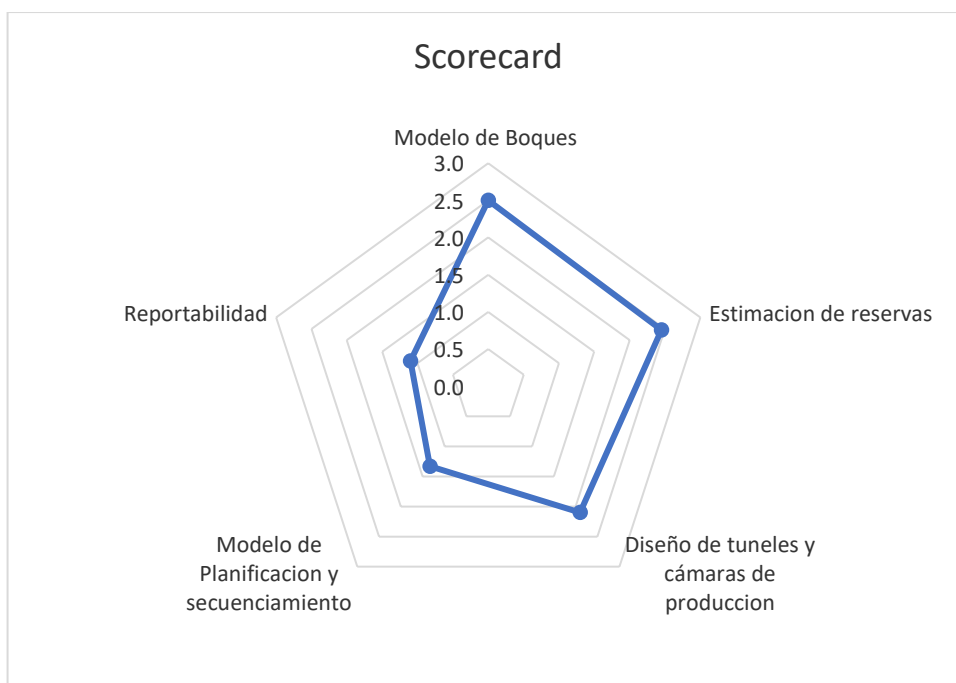 Scorecard
Modelo de Boques
3.0
2.5
2.0
1.5
1.0
0.5
0.0
Reportabilidad
Estimacion de reservas
Modelo de
Planificacion y
secuenciamiento
Diseño de tuneles y
cámaras de
produccion